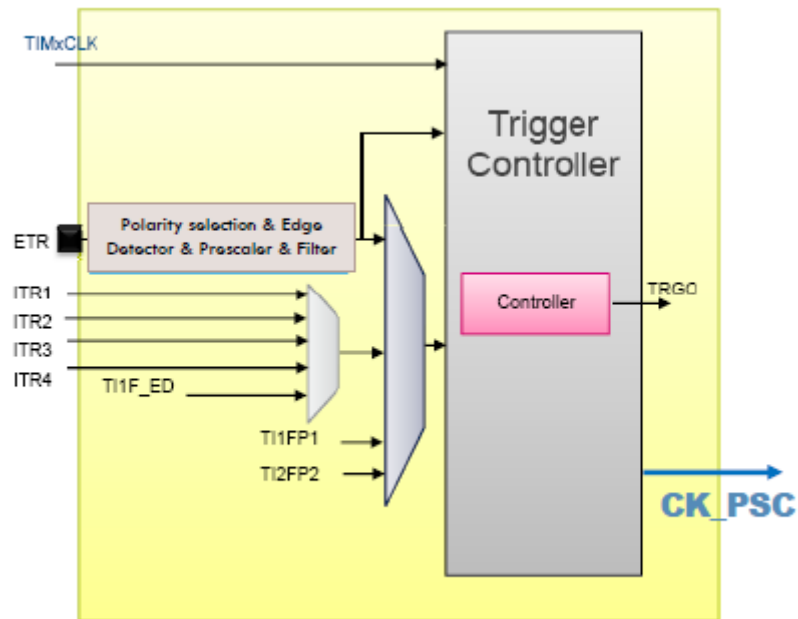 TIMxCLK
Trigger
Controller
Polarity selection & Edge
Detector & Prescaler & Filter
ETR
ITR1
ITR2
ITR3
ITR4
TI1F_ED
Controller
TRGO
TI1FP1
TI2FP2
CK_PSC